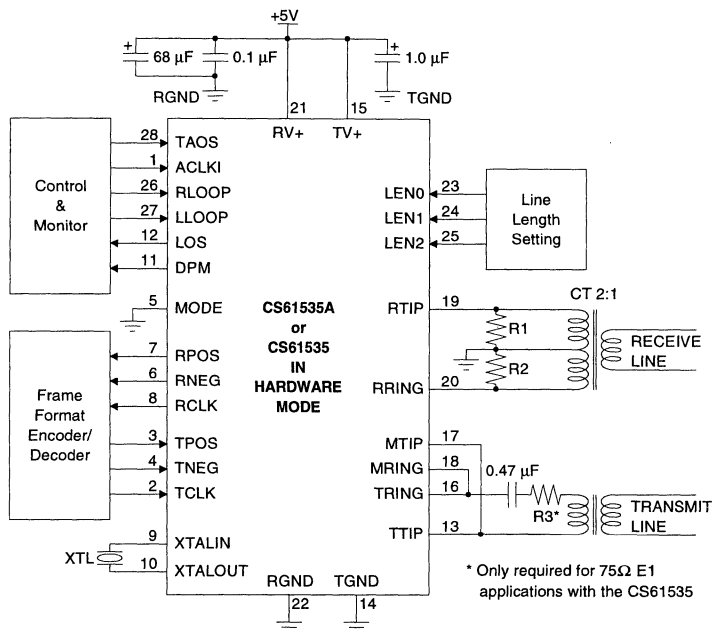 +5V
+
68 µF
0.1 µF
+
1.0 µF
RGND
TGND
21
15
RV+
TV+
Control
&
Monitor
28
TAOS
1
ACLKI
26
RLOOP
27
LLOOP
12
LOS
11
DPM
5
MODE
CS61535A
or
CS61535
IN
HARDWARE
MODE
LEN0
23
LEN1
24
LEN2
25
Line
Length
Setting
RTIP
19
CT 2:1
R1
R2
RECEIVE
LINE
RRING
20
Frame
Format
Encoder/
Decoder
7
RPOS
6
RNEG
8
RCLK
3
TPOS
4
TNEG
2
TCLK
MTIP
17
MRING
18
TRING
16
0.47 µF
R3*
TRANSMIT
LINE
TTIP
13
XTL
9
XTALIN
10
XTALOUT
RGND
TGND
22
14
* Only required for 75Ω E1
applications with the CS61535